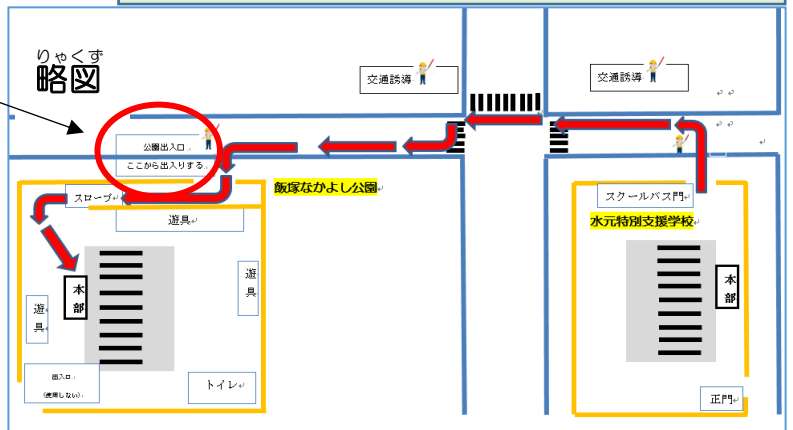 りゃくず
略図
交通誘導
交通誘導
公園出入口
ここから出入りする
飯塚なかよし公園
スロープ
スクールバス門
遊具
水元特別支援学校
遊具
本部
本部
遊具
出入口
(使用しない)
トイレ
正門